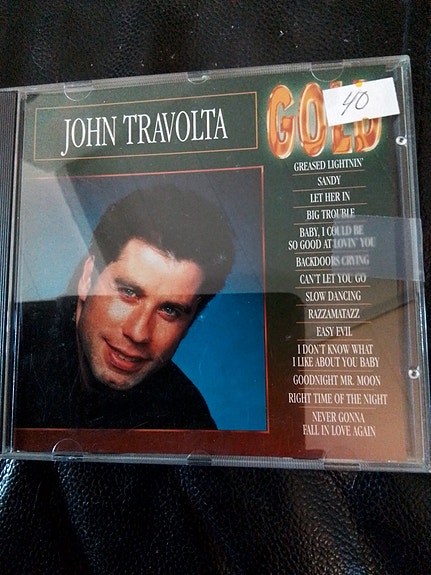 JOHN TRAVOLTA
GOLD
40
GREASED LIGHTNIN'
SANDY
LET HER IN
BIG TROUBLE
BABY, I COULD BE
SO GOOD AT LOVIN' YOU
BACKDOORS CRYING
CAN'T LET YOU GO
SLOW DANCING
RAZZAMATAZZ
EASY EVIL
I DON'T KNOW WHAT
I LIKE ABOUT YOU BABY
GOODNIGHT MR. MOON
RIGHT TIME OF THE NIGHT
NEVER GONNA
FALL IN LOVE AGAIN